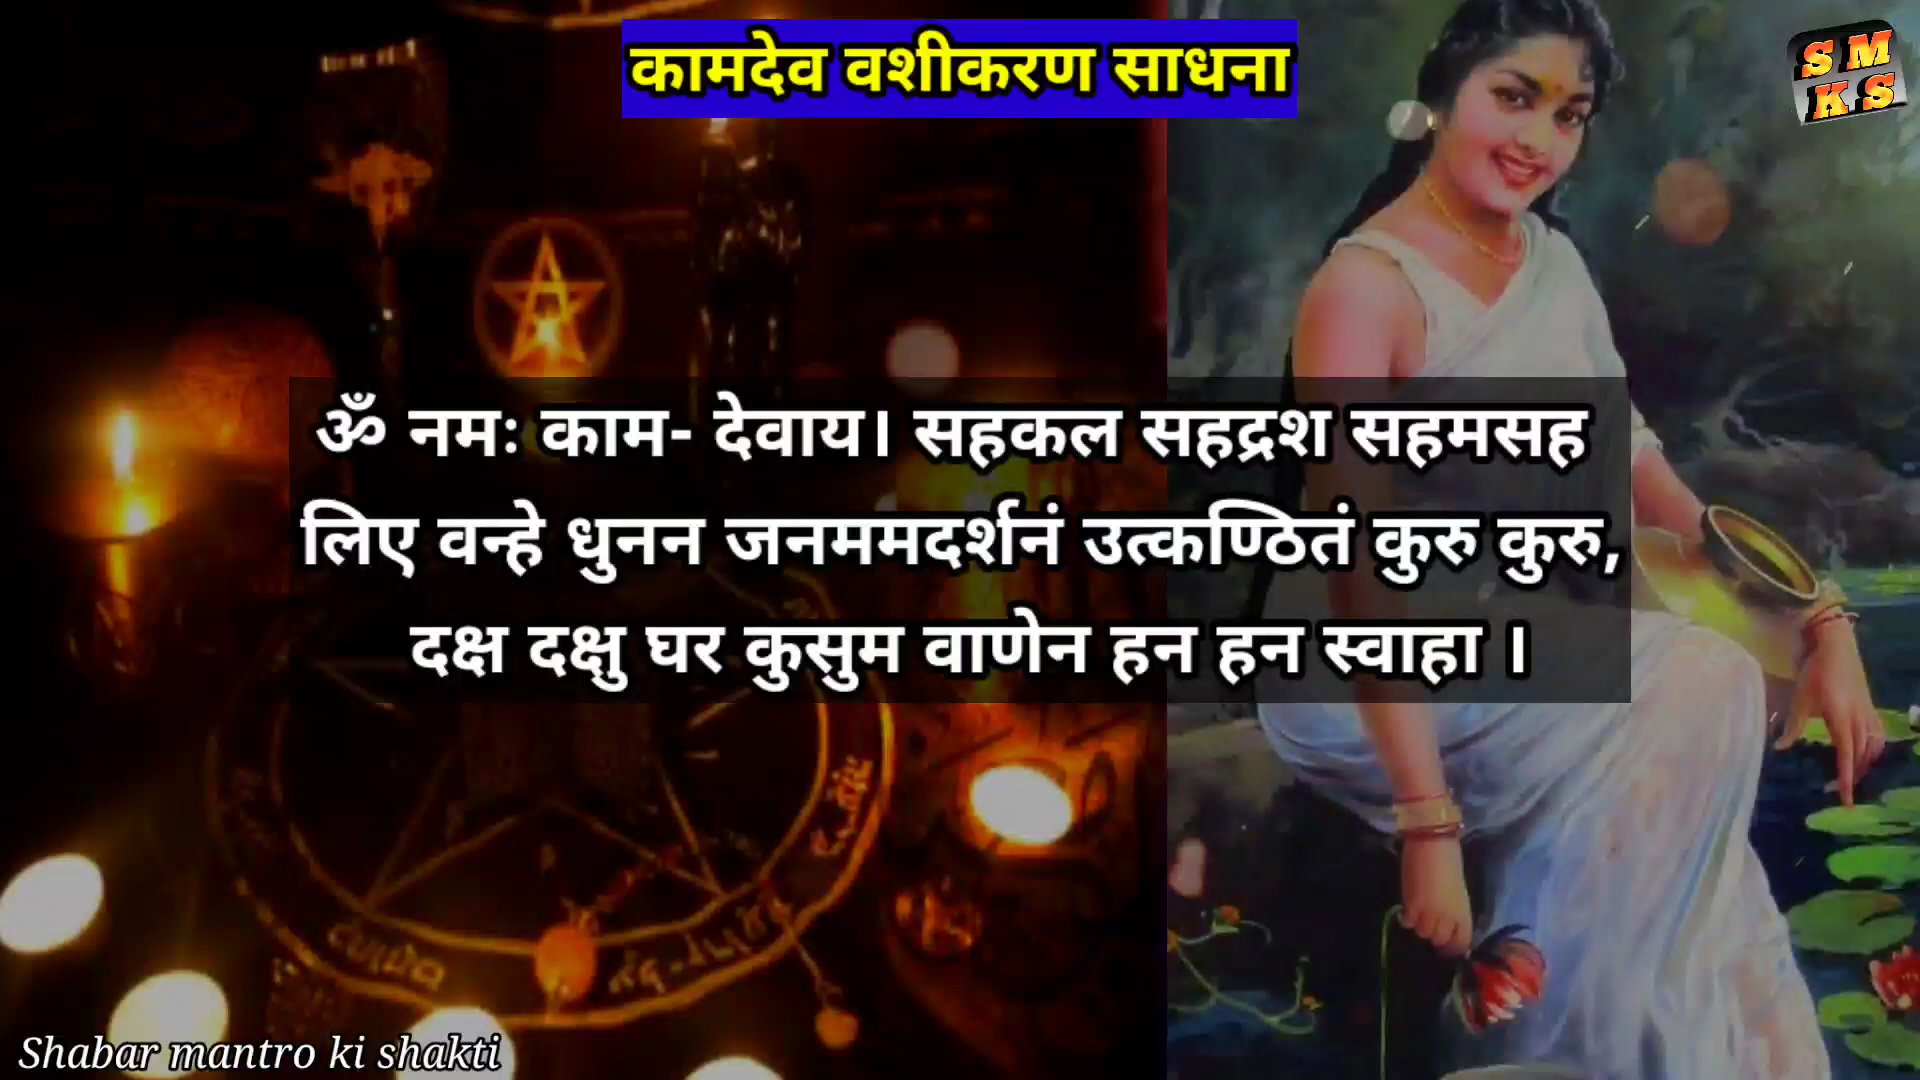 कामदेव वशीकरण साधना
S M
K S
ॐ नमः काम- देवाय। सहकल सहद्रश सहमसह
लिए वन्हे धुनन जनममदर्शनं उत्कण्ठितं कुरु कुरु,
दक्ष दक्षु घर कुसुम वाणेन हन हन स्वाहा ।
Shabar mantro ki shakti